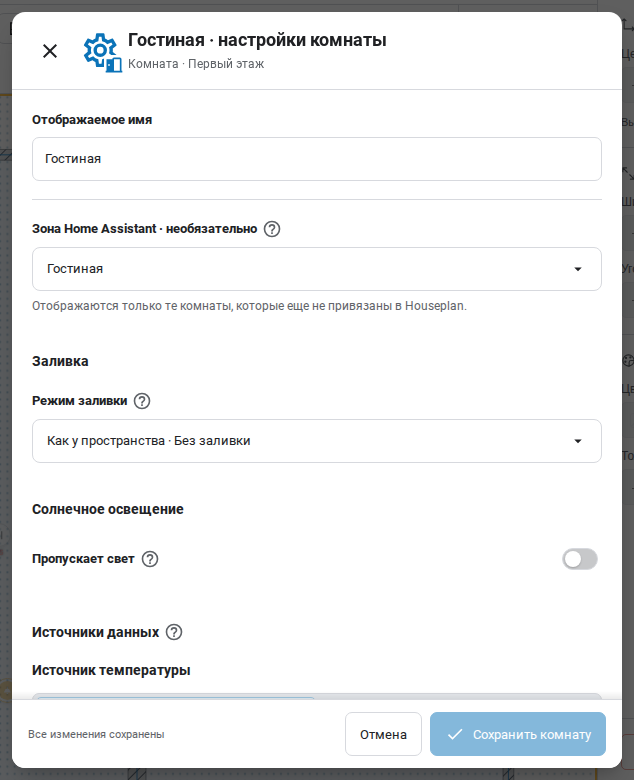 Гостиная · настройки комнаты
Комната · Первый этаж
Отображаемое имя
Гостиная
Зона Home Assistant · необязательно
Гостиная
Отображаются только те комнаты, которые еще не привязаны в Houseplan.
Заливка
Режим заливки
Как у пространства · Без заливки
Солнечное освещение
Пропускает свет
Источники данных
Источник температуры
Все изменения сохранены
Отмена
Сохранить комнату